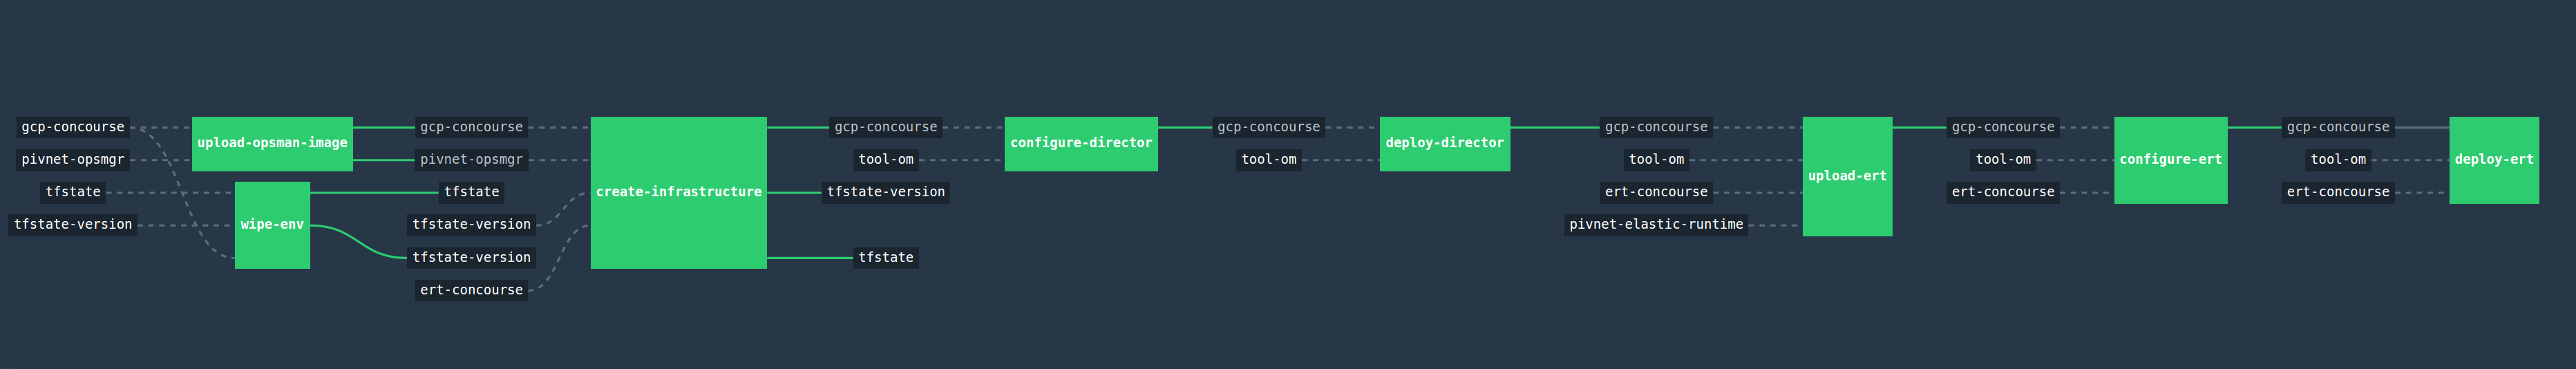 gcp-concourse
pivnet-opsmgr
tfstate
tfstate-version
upload-opsman-image
wipe-env
gcp-concourse
pivnet-opsmgr
tfstate
tfstate-version
tfstate-version
ert-concourse
create-infrastructure
gcp-concourse
tool-om
tfstate-version
tfstate
configure-director
gcp-concourse
tool-om
deploy-director
gcp-concourse
tool-om
ert-concourse
pivnet-elastic-runtime
upload-ert
gcp-concourse
tool-om
ert-concourse
configure-ert
gcp-concourse
tool-om
ert-concourse
deploy-ert